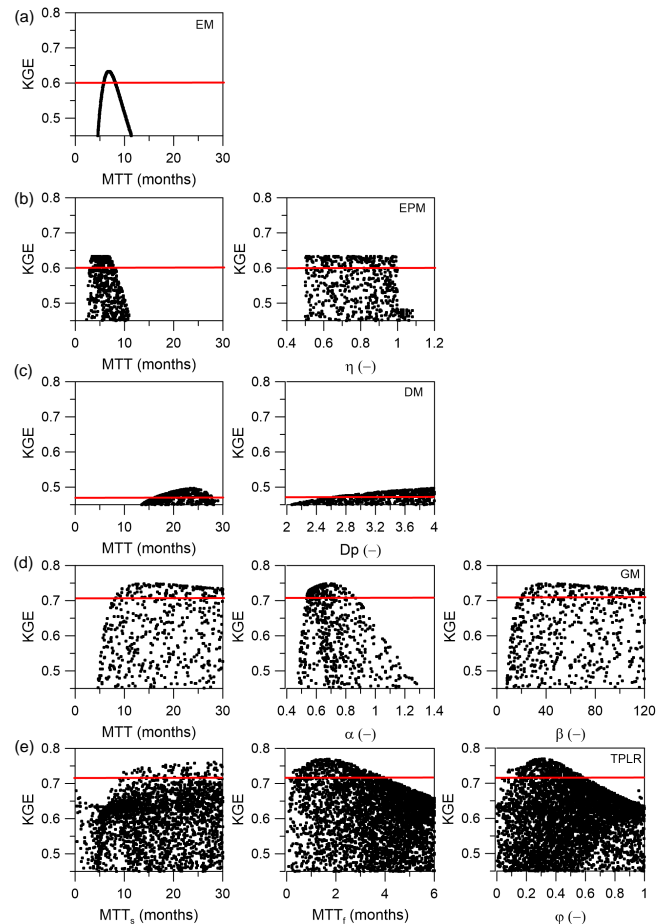 (a)
EM
KGE
0.8
0.7
0.6
0.5
0 10 20 30
MTT (months)
(b)
EPM
KGE
0.8
0.7
0.6
0.5
0 10 20 30
MTT (months)
KGE
0.8
0.7
0.6
0.5
0.4 0.6 0.8 1 1.2
η (−)
(c)
DM
KGE
0.8
0.7
0.6
0.5
0 10 20 30
MTT (months)
KGE
0.8
0.7
0.6
0.5
2 2.4 2.8 3.2 3.6 4
Dp (−)
(d)
GM
KGE
0.8
0.7
0.6
0.5
0 10 20 30
MTT (months)
KGE
0.8
0.7
0.6
0.5
0.4 0.6 0.8 1 1.2 1.4
α (−)
KGE
0.8
0.7
0.6
0.5
0 40 80 120
β (−)
(e)
TPLR
KGE
0.8
0.7
0.6
0.5
0 10 20 30
MTTs (months)
KGE
0.8
0.7
0.6
0.5
0 2 4 6
MTTf (months)
KGE
0.8
0.7
0.6
0.5
0 0.2 0.4 0.6 0.8 1
φ (−)